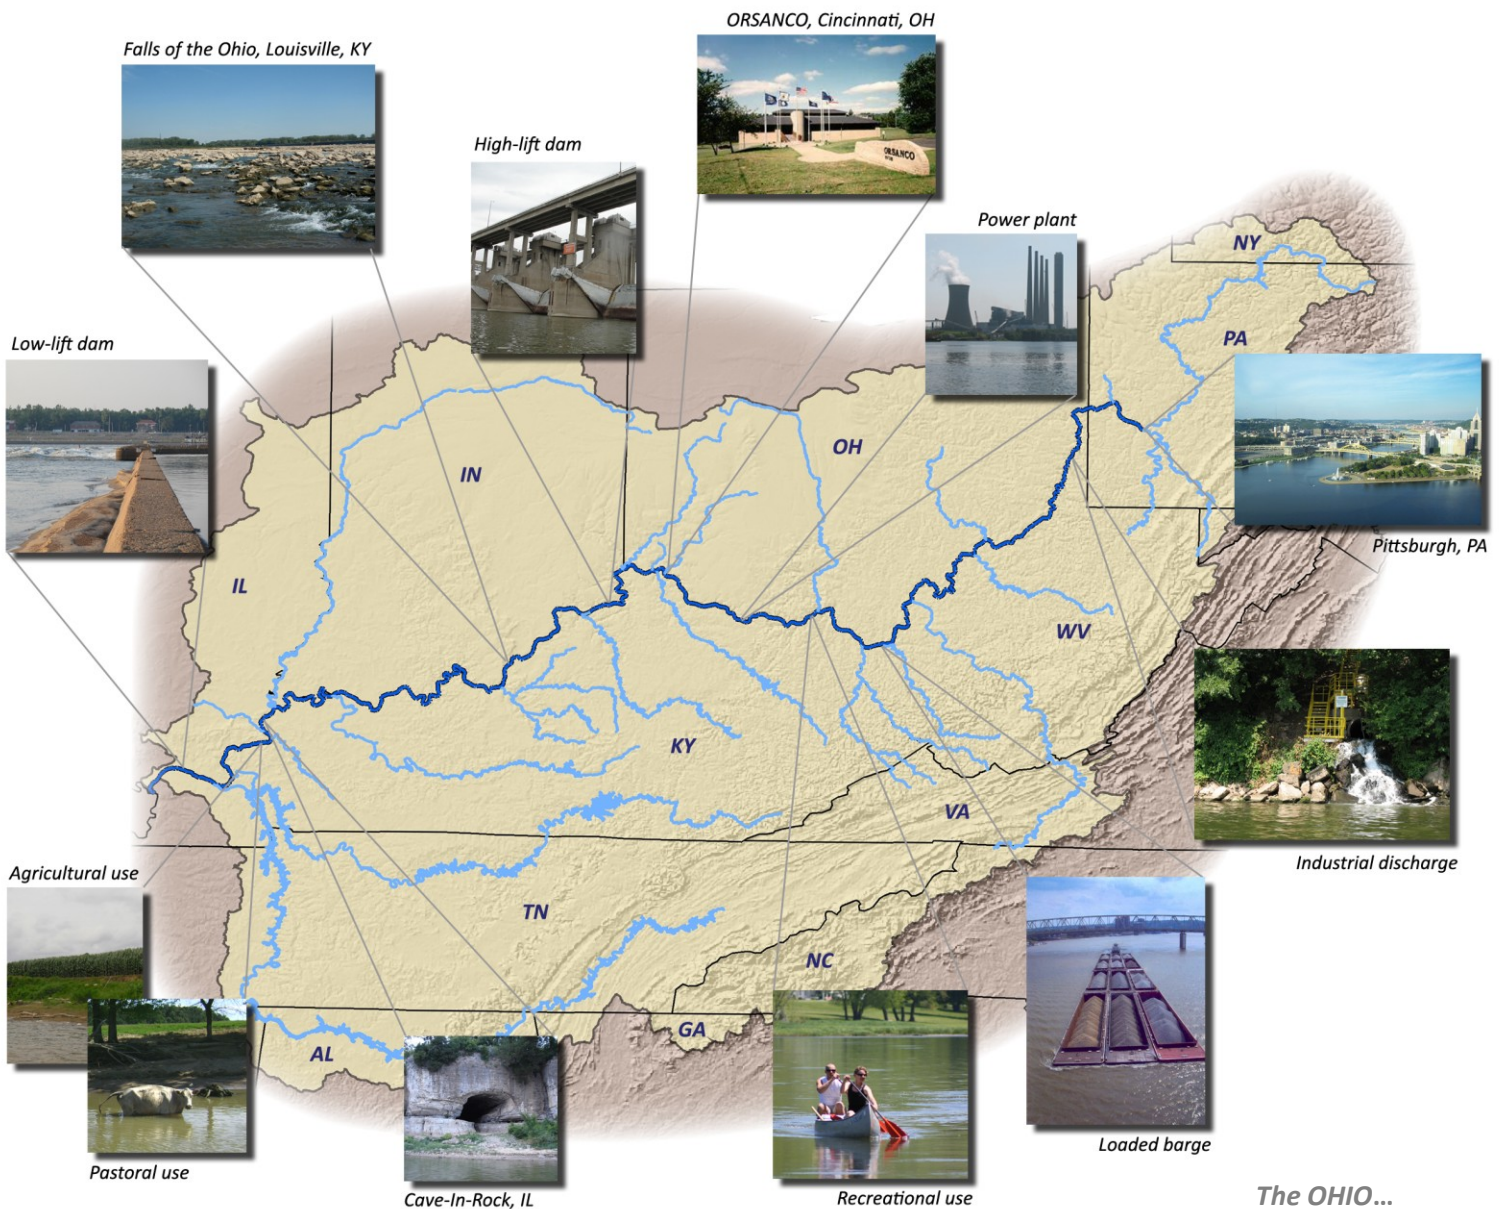 ORSANCO, Cincinnati, OH
Falls of the Ohio, Louisville, KY
High-lift dam
ORSANCO
Power plant
NY
Low-lift dam
PA
OH
IN
Pittsburgh, PA
IL
WV
KY
VA
Industrial discharge
Agricultural use
TN
NC
GA
AL
Loaded barge
Pastoral use
Cave-In-Rock, IL
Recreational use
The OHIO...